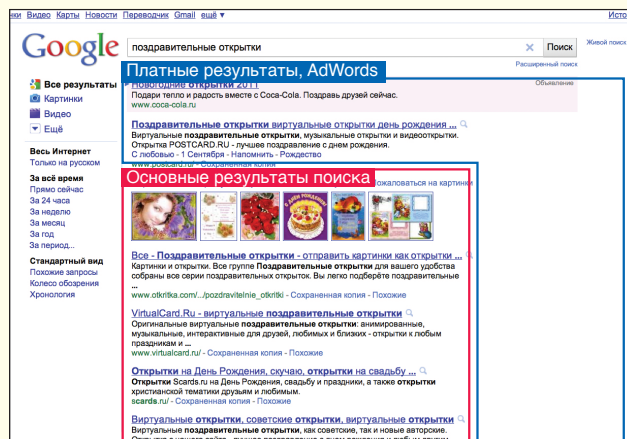 ки Видео Карты Новости Переводчик Gmail ещё ▼
Исто
Google
поздравительные открытки
× Поиск
Живой поиск
Расширенный поиск
Платные результаты, AdWords
Все результаты
Картинки
Видео
Ещё
Весь Интернет
Только на русском
За всё время
Прямо сейчас
За 24 часа
За неделю
За месяц
За год
За период...
Стандартный вид
Похожие запросы
Колесо обозрения
Хронология
Новогодние открытки 2011
Объявление
Подари тепло и радость вместе с Coca-Cola. Поздравь друзей сейчас.
www.coca-cola.ru
Поздравительные открытки виртуальные открытки день рождения ...
Виртуальные поздравительные открытки, музыкальные открытки и видеооткрытки.
Открытка POSTCARD.RU - лучшее поздравление с днем рождения.
С любовью - 1 Сентября - Напомнить - Рождество
www.postcard.ru/ - Сохраненная копия
Основные результаты поиска
ожаловаться на картинки
С ДНЕМ РОЖДЕНИЯ!
Все - Поздравительные открытки - отправить картинки как открытки ...
Картинки и открытки. Все группе Поздравительные открытки для вашего удобства
собраны все серии поздравительных открыток. Вы легко подберёте поздравительные
...
www.otkritka.com/.../pozdravitelnie_otkritki - Сохраненная копия - Похожие
VirtualCard.Ru - виртуальные поздравительные открытки
Оригинальные виртуальные поздравительные открытки: анимированные,
музыкальные, интерактивные для друзей, любимых и близких - открытки к любым
праздникам и ...
www.virtualcard.ru/ - Сохраненная копия - Похожие
Открытки на День Рождения, скучаю, открытки на свадьбу ...
Открытки Scards.ru на День Рождения, свадьбу и праздники, а также открытки
христианской тематики друзьям и любимым.
scards.ru/ - Сохраненная копия - Похожие
Виртуальные открытки, советские открытки, виртуальные открытки
Виртуальные поздравительные открытки, как советские, так и новые авторские.